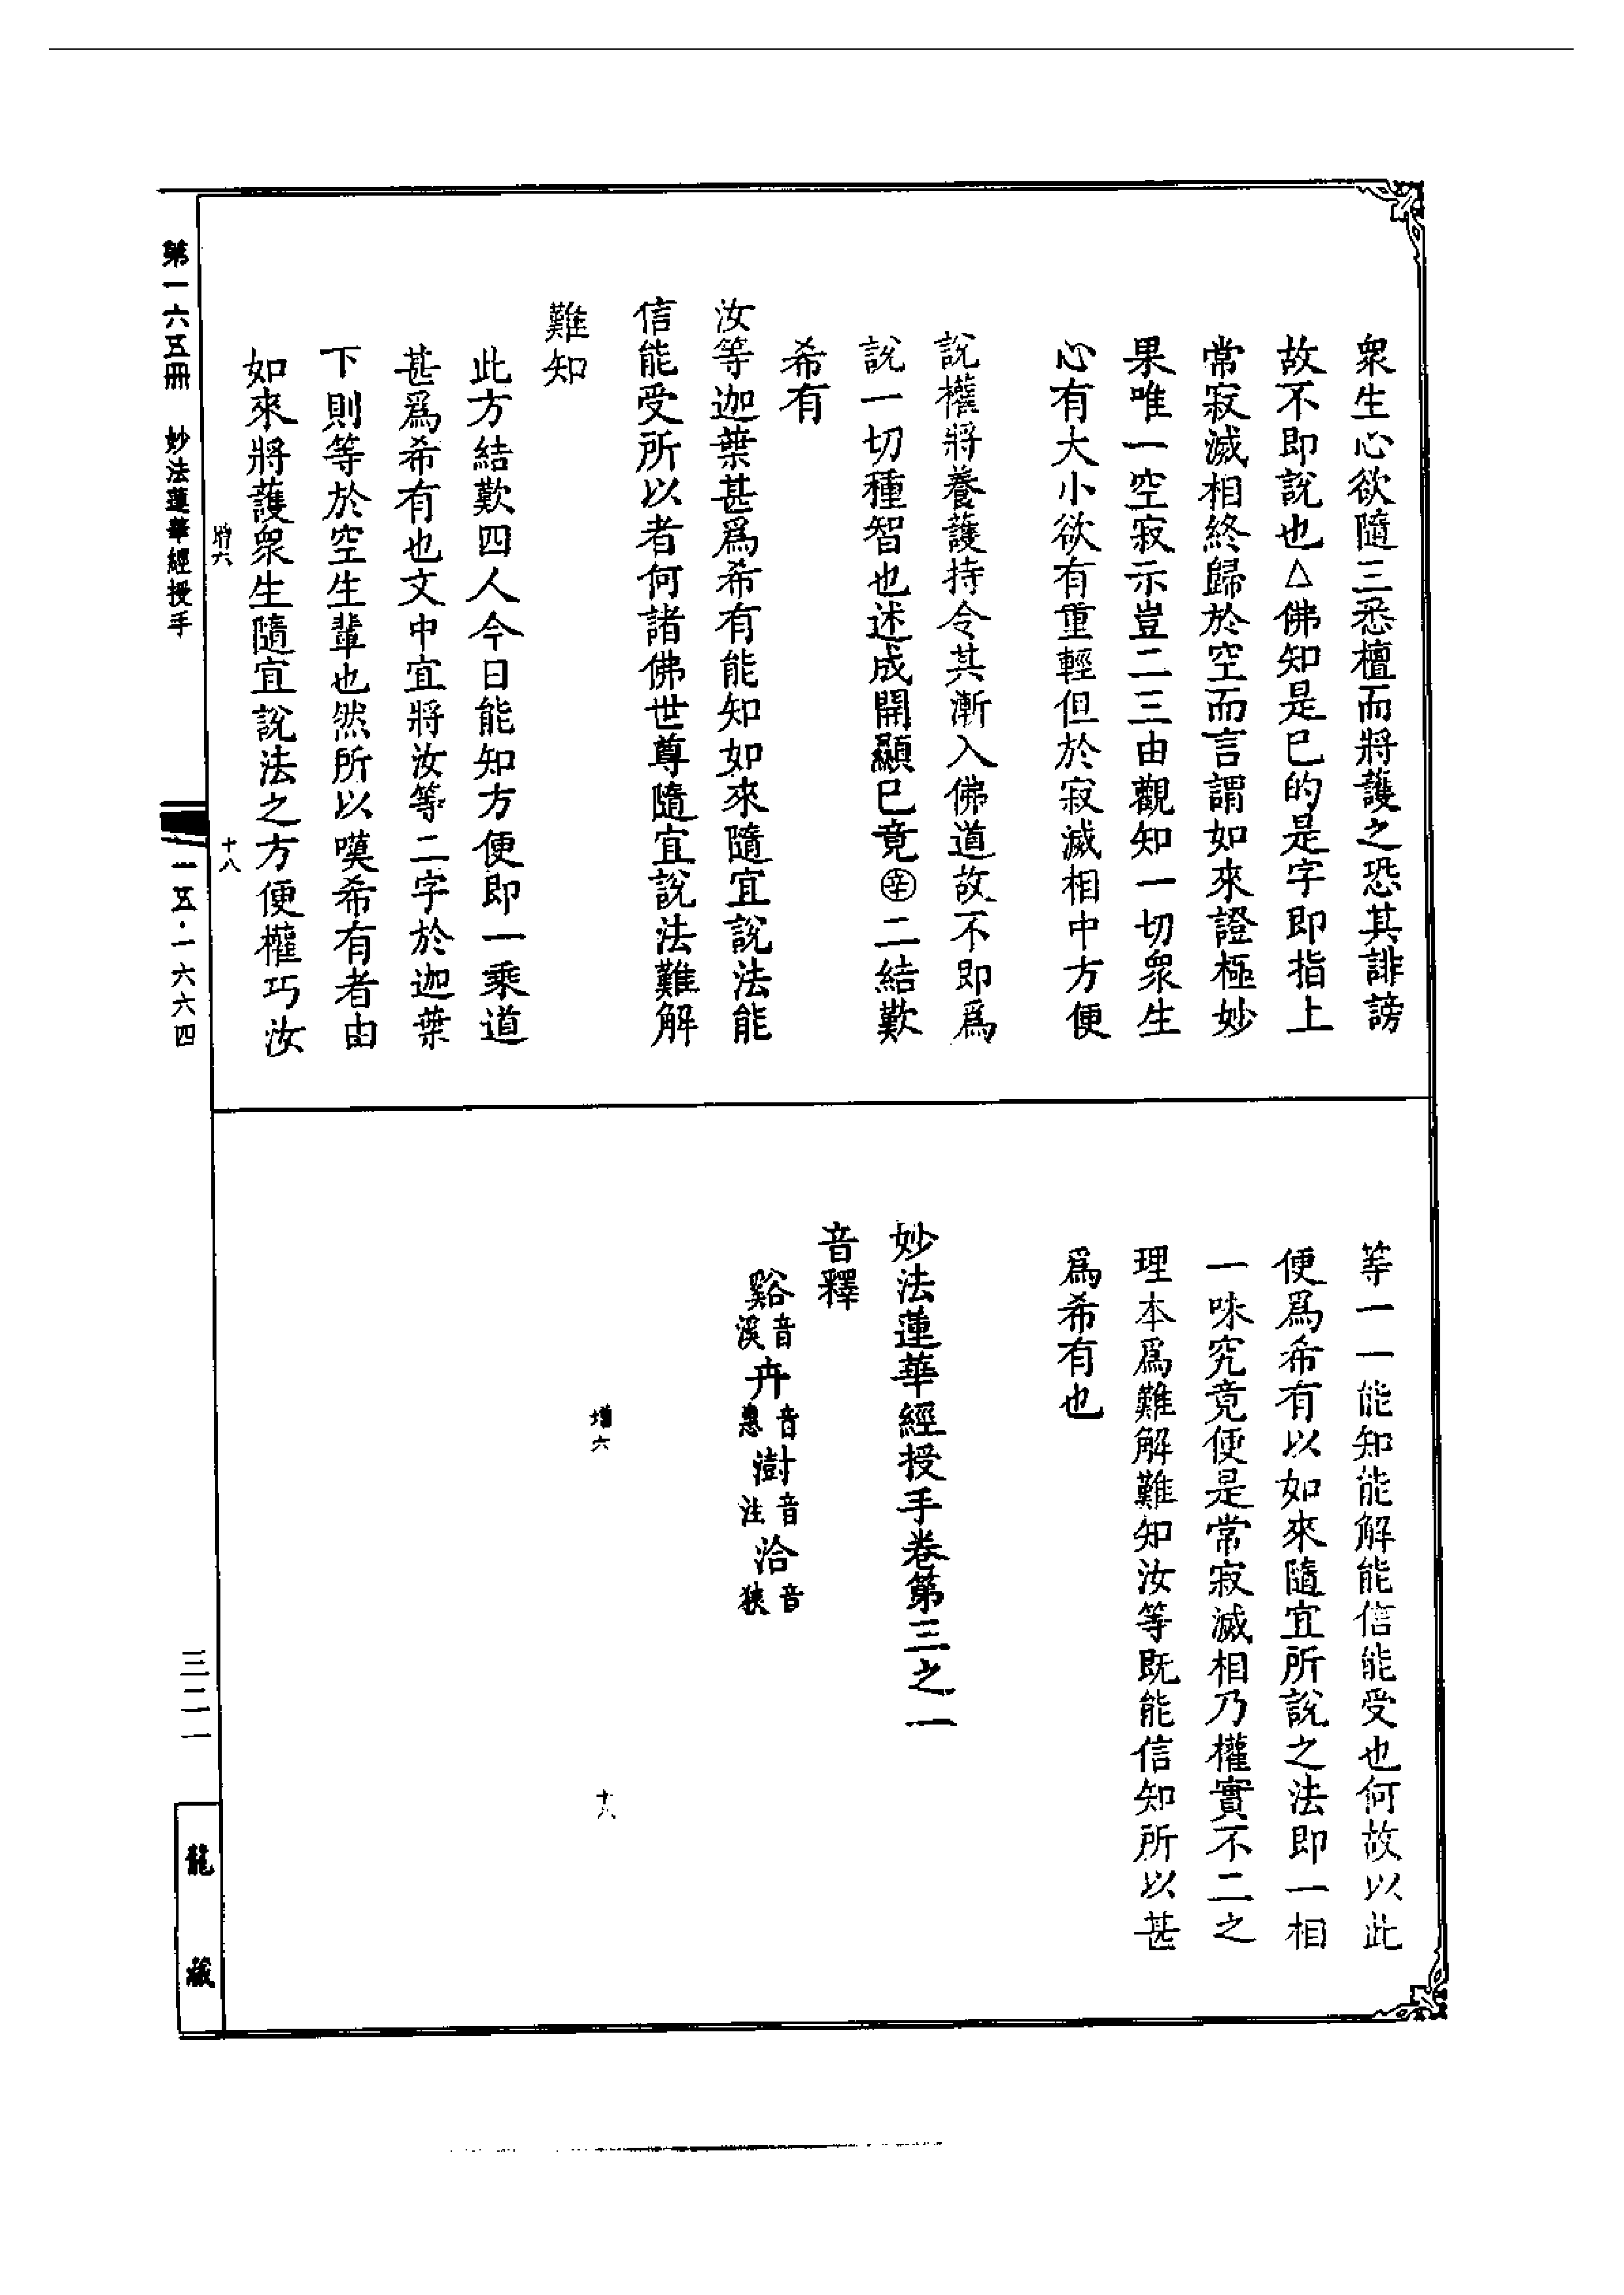 衆生心欲隨三悉檀而將護之恐其誹謗
故不即說也△佛知是已的是字即指上
常寂滅相終歸於空而言謂如來證極妙
果唯一空寂示豈二三由觀知一切衆生
心有大小欲有重輕但於寂滅相中方便
說權將養護持令其漸入佛道故不即爲
說一切種智也述成開顯已竟㊛二結歎
希有
汝等迦葉甚爲希有能知如來隨宜說法能
信能受所以者何諸佛世尊隨宜說法難解
難知
此方結歎四人今日能知方便即一乘道
甚爲希有也文中宜將汝等二字於迦葉
下則等於空生輩也然所以嘆希有者由
如來將護衆生隨宜說法之方便權巧汝
增六 十八
第一六五冊 妙法蓮華經授手 一五·一六六四
等一一能知能解能信能受也何故以此
便爲希有以如來隨宜所說之法即一相
一味究竟便是常寂滅相乃權實不二之
理本爲難解難知汝等既能信知所以甚
爲希有也
妙法蓮華經授手卷第三之一
音釋
谿音溪卉音惠澍音注洽音狹
增六 十八
三二一 龍藏